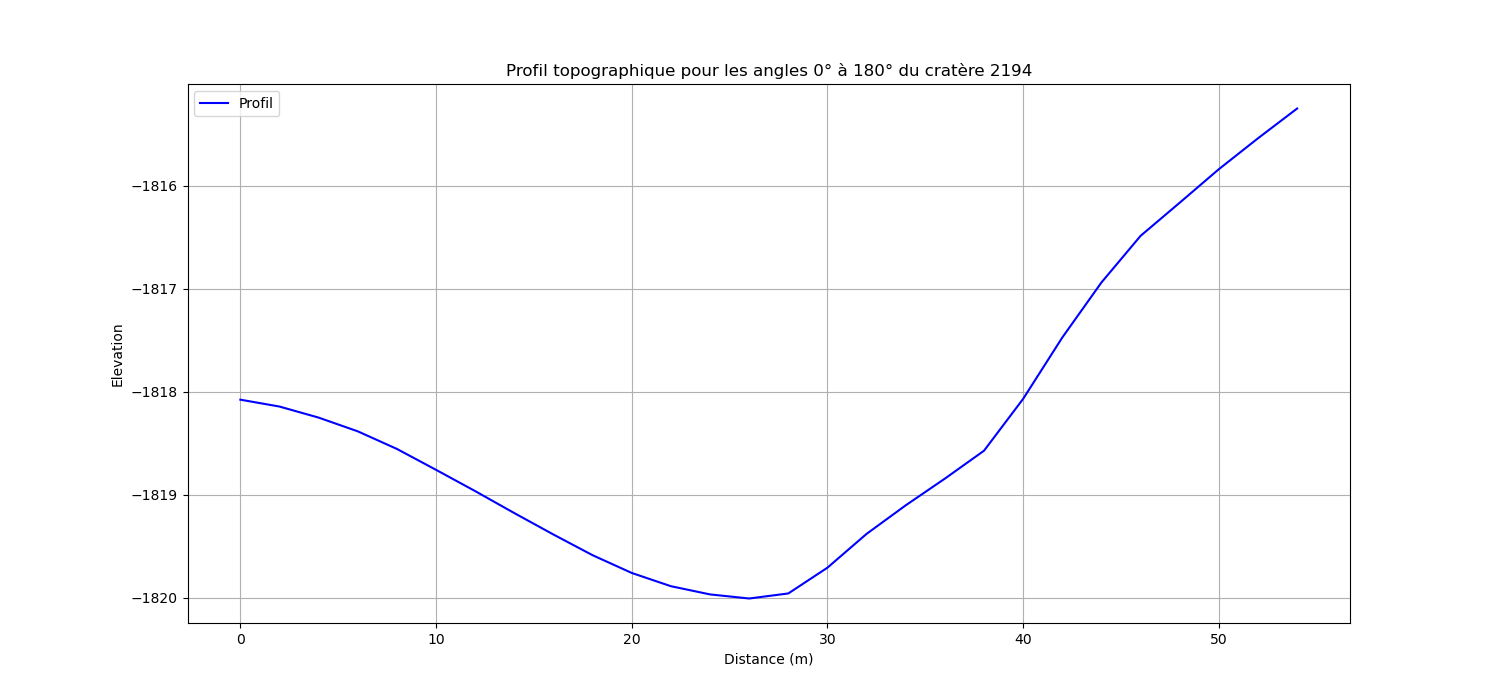 Profil topographique pour les angles 0° à 180° du cratère 2194
Profil
Elevation
−1816
−1817
−1818
−1819
−1820
0 10 20 30 40 50
Distance (m)